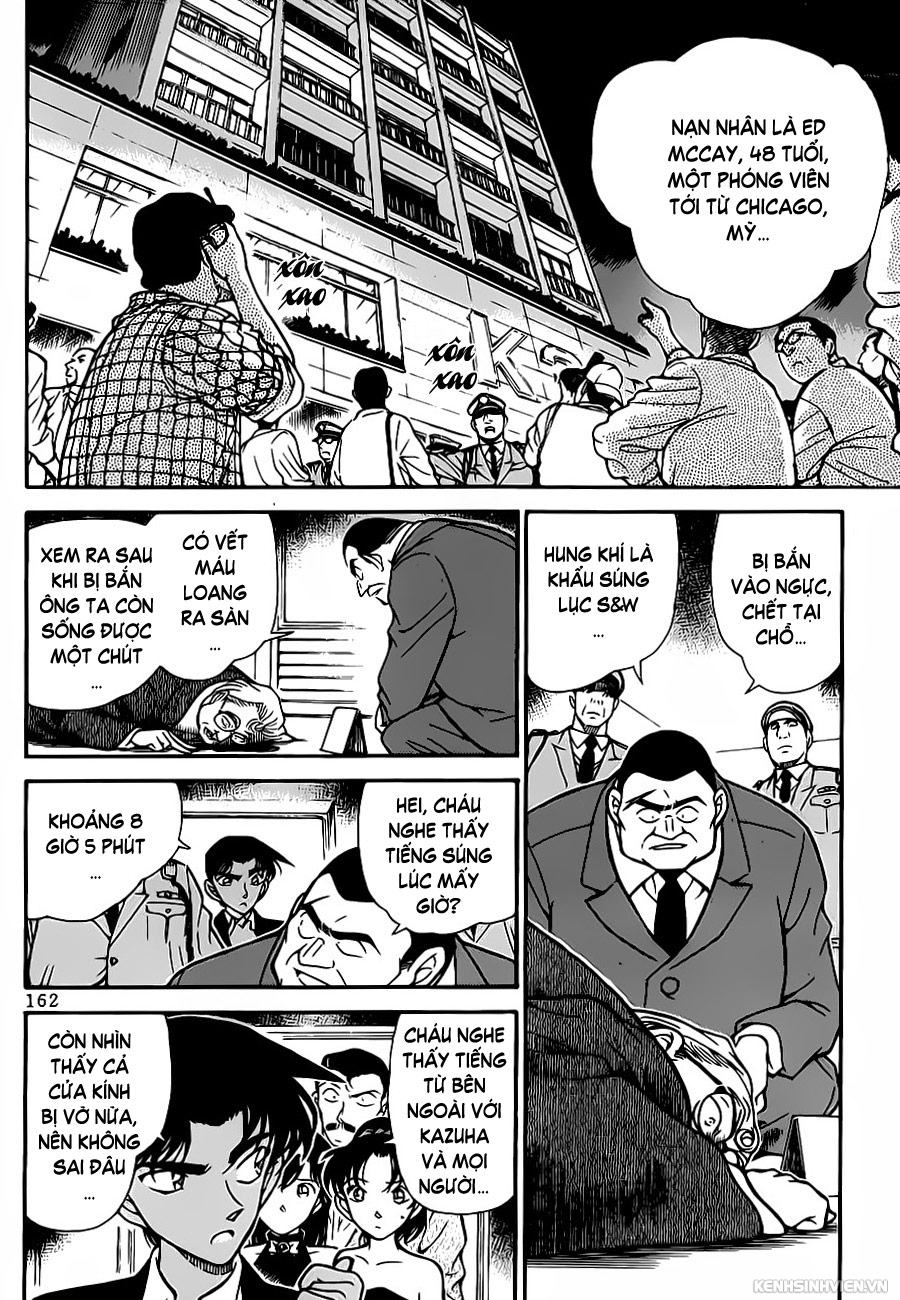 NẠN NHÂN LÀ ED
MCCAY, 48 TUỔI,
MỘT PHÓNG VIÊN
TỚI TỪ CHICAGO,
MỸ...
XÔN
XAO
XÔN
XAO
BỊ BẮN
VÀO NGỰC,
CHẾT TẠI
CHỔ...
HUNG KHÍ LÀ
KHẨU SÚNG
LỤC S&W
...
CÓ VẾT
MÁU
LOANG
RA SÀN
...
XEM RA SAU
KHI BỊ BẮN
ÔNG TA CÒN
SỐNG ĐƯỢC
MỘT CHÚT
...
HEI, CHÁU
NGHE THẤY
TIẾNG SÚNG
LÚC MẤY
GIỜ?
KHOẢNG 8
GIỜ 5 PHÚT
...
162
CHÁU NGHE
THẤY TIẾNG
TỪ BÊN
NGOÀI VỚI
KAZUHA
VÀ MỌI
NGƯỜI...
CÒN NHÌN
THẤY CẢ
CỬA KÍNH
BỊ VỠ NỮA,
NÊN KHÔNG
SAI ĐÂU
...
KENHSINHVIEN.VN